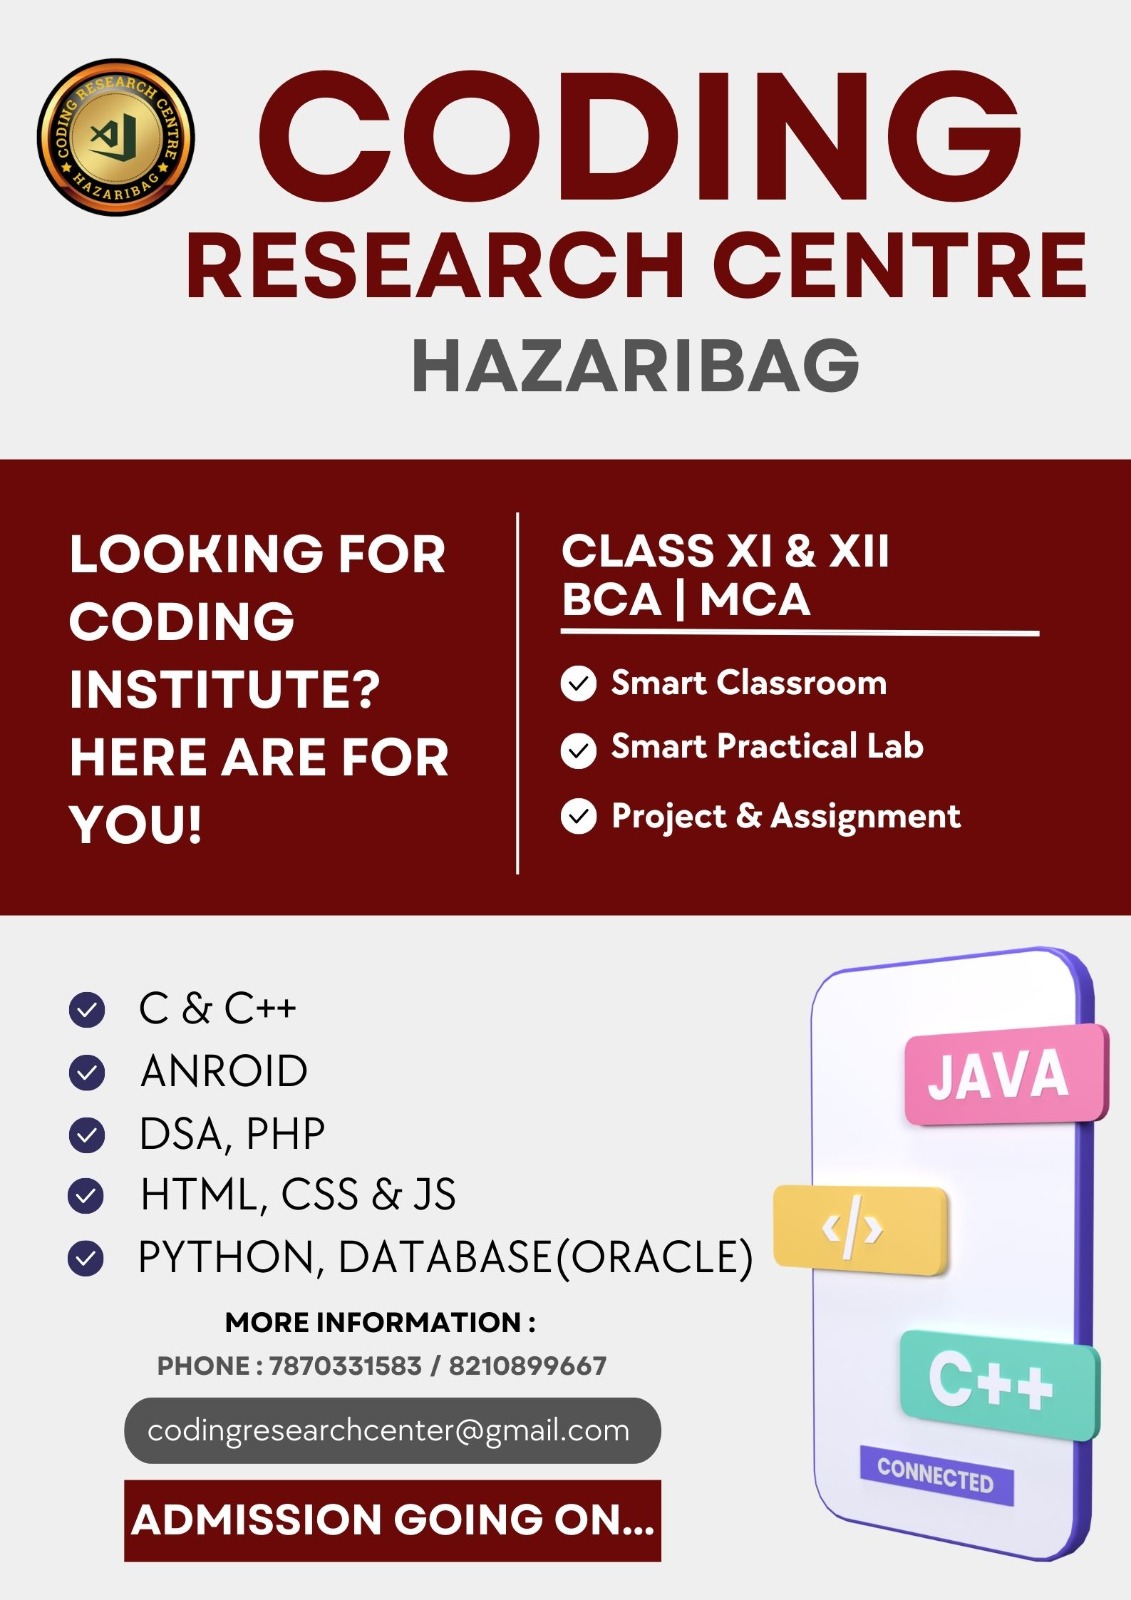 CODING RESEARCH CENTRE
HAZARIBAG
CODING
RESEARCH CENTRE
HAZARIBAG
LOOKING FOR
CODING
INSTITUTE?
HERE ARE FOR
YOU!
CLASS XI & XII
BCA | MCA
Smart Classroom
Smart Practical Lab
Project & Assignment
C & C++
ANROID
DSA, PHP
HTML, CSS & JS
PYTHON, DATABASE(ORACLE)
JAVA
</>
C++
CONNECTED
MORE INFORMATION :
PHONE : 7870331583 / 8210899667
codingresearchcenter@gmail.com
ADMISSION GOING ON...